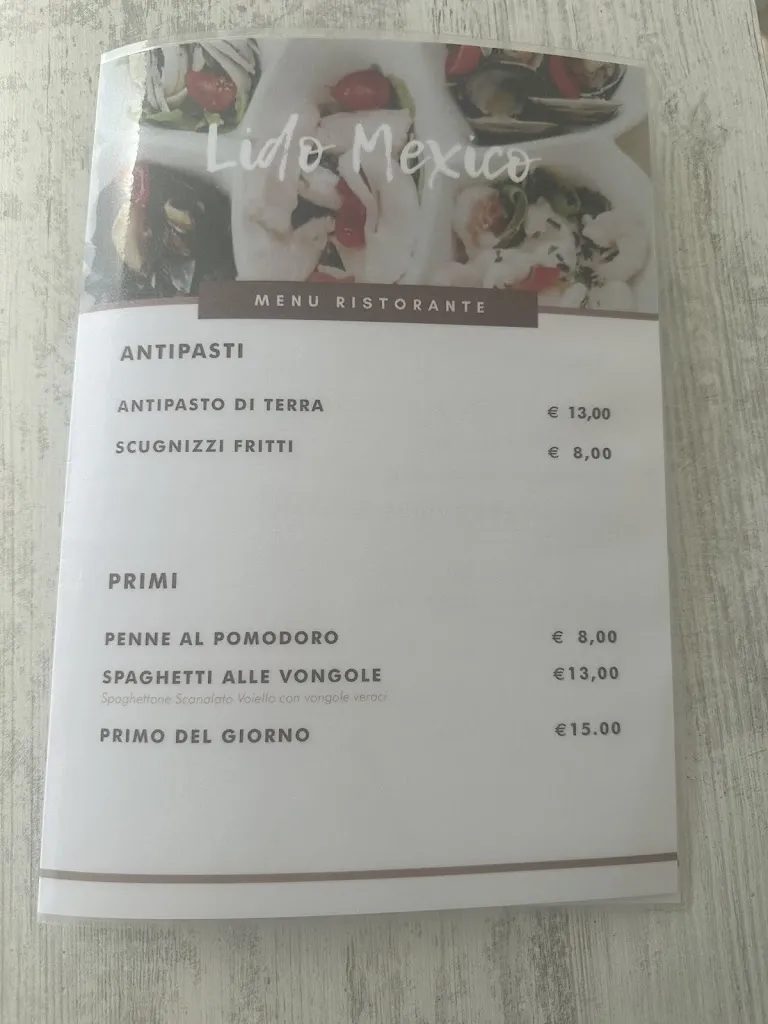 Lido Mexico
MENU RISTORANTE
ANTIPASTI
ANTIPASTO DI TERRA € 13,00
SCUGNIZZI FRITTI € 8,00
PRIMI
PENNE AL POMODORO € 8,00
SPAGHETTI ALLE VONGOLE €13,00
Spaghettone Scanalato Voiello con vongole veraci
PRIMO DEL GIORNO €15.00